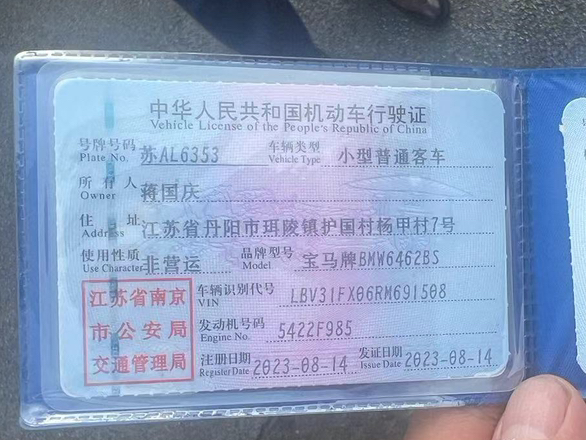 中华人民共和国机动车行驶证
Vehicle License of the People's Republic of China
号牌号码 Plate No. 苏AL6353 车辆类型 Vehicle Type 小型普通客车
所有人 Owner 蒋国庆
住址 Address 江苏省丹阳市珥陵镇护国村杨甲村7号
使用性质 Use Character 非营运 品牌型号 Model 宝马牌BMW6462BS
江苏省南京市公安局交通管理局
车辆识别代号 VIN LBV31FX06RM691508
发动机号码 Engine No. 5422F985
注册日期 Register Date 2023-08-14 发证日期 Issue Date 2023-08-14